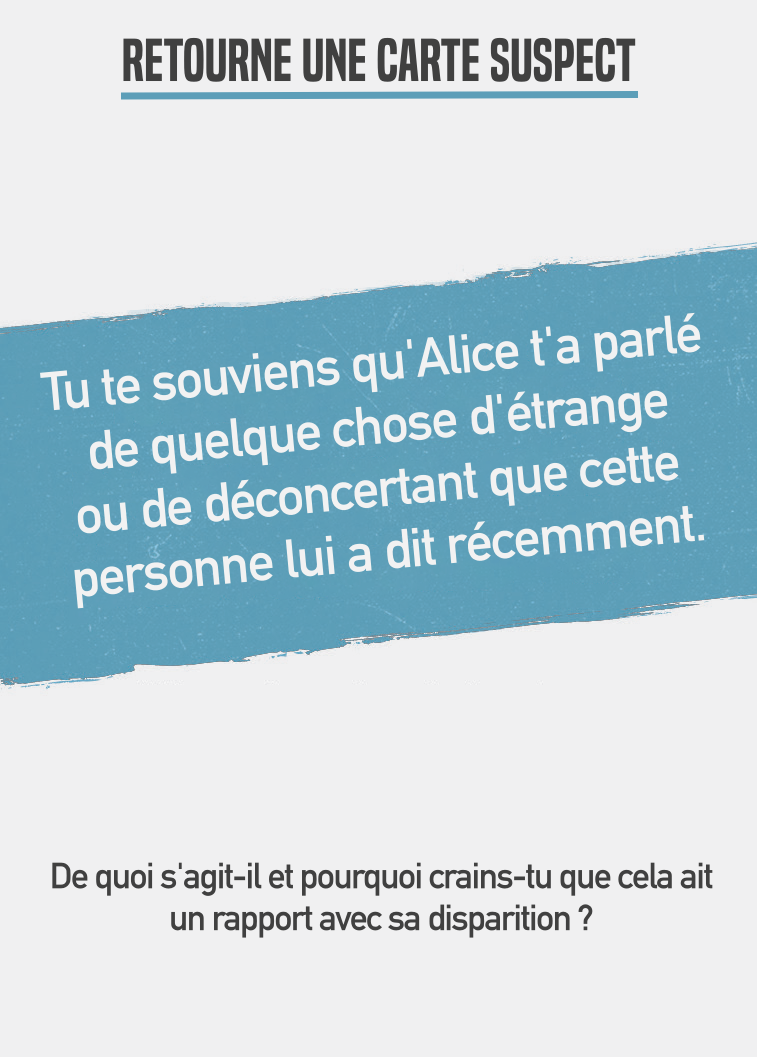 RETOURNE UNE CARTE SUSPECT
Tu te souviens qu'Alice t'a parlé
de quelque chose d'étrange
ou de déconcertant que cette
personne lui a dit récemment.
De quoi s'agit-il et pourquoi crains-tu que cela ait
un rapport avec sa disparition ?